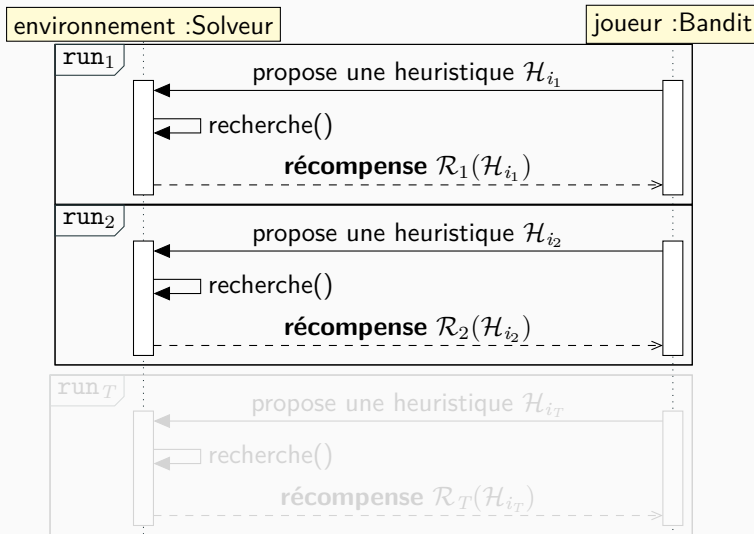 environnement :Solveur
joueur :Bandit
run₁
propose une heuristique ℋ_{i₁}
recherche()
récompense ℛ₁(ℋ_{i₁})
run₂
propose une heuristique ℋ_{i₂}
recherche()
récompense ℛ₂(ℋ_{i₂})
run_T
propose une heuristique ℋ_{i_T}
recherche()
récompense ℛ_T(ℋ_{i_T})